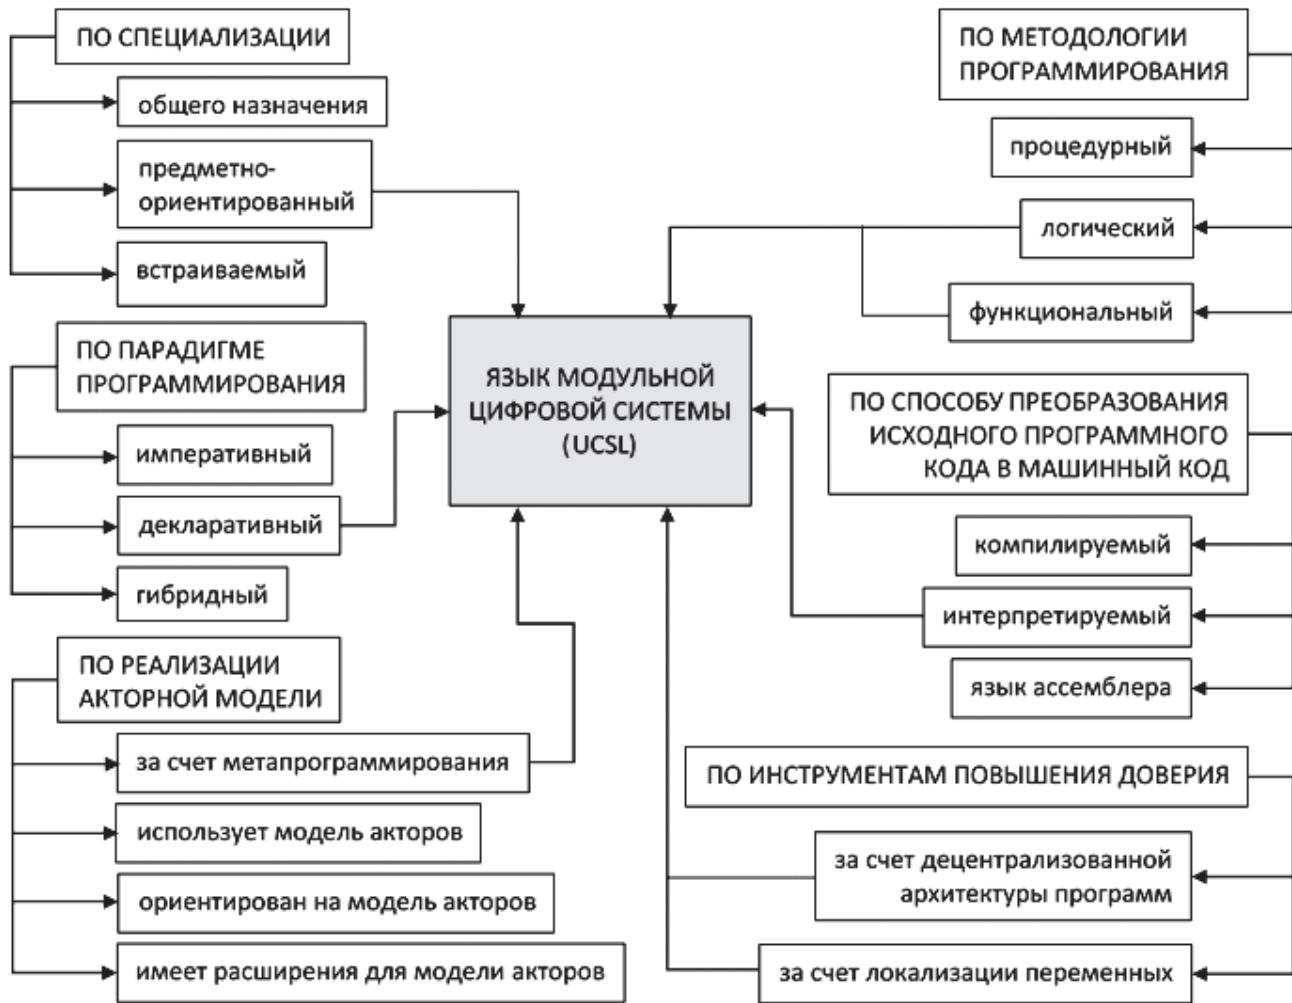 ПО СПЕЦИАЛИЗАЦИИ
общего назначения
предметно-
ориентированный
встраиваемый
ПО ПАРАДИГМЕ
ПРОГРАММИРОВАНИЯ
императивный
декларативный
гибридный
ПО РЕАЛИЗАЦИИ
АКТОРНОЙ МОДЕЛИ
за счет метапрограммирования
использует модель акторов
ориентирован на модель акторов
имеет расширения для модели акторов
ЯЗЫК МОДУЛЬНОЙ
ЦИФРОВОЙ СИСТЕМЫ
(UCSL)
ПО МЕТОДОЛОГИИ
ПРОГРАММИРОВАНИЯ
процедурный
логический
функциональный
ПО СПОСОБУ ПРЕОБРАЗОВАНИЯ
ИСХОДНОГО ПРОГРАММНОГО
КОДА В МАШИННЫЙ КОД
компилируемый
интерпретируемый
язык ассемблера
ПО ИНСТРУМЕНТАМ ПОВЫШЕНИЯ ДОВЕРИЯ
за счет децентрализованной
архитектуры программ
за счет локализации переменных